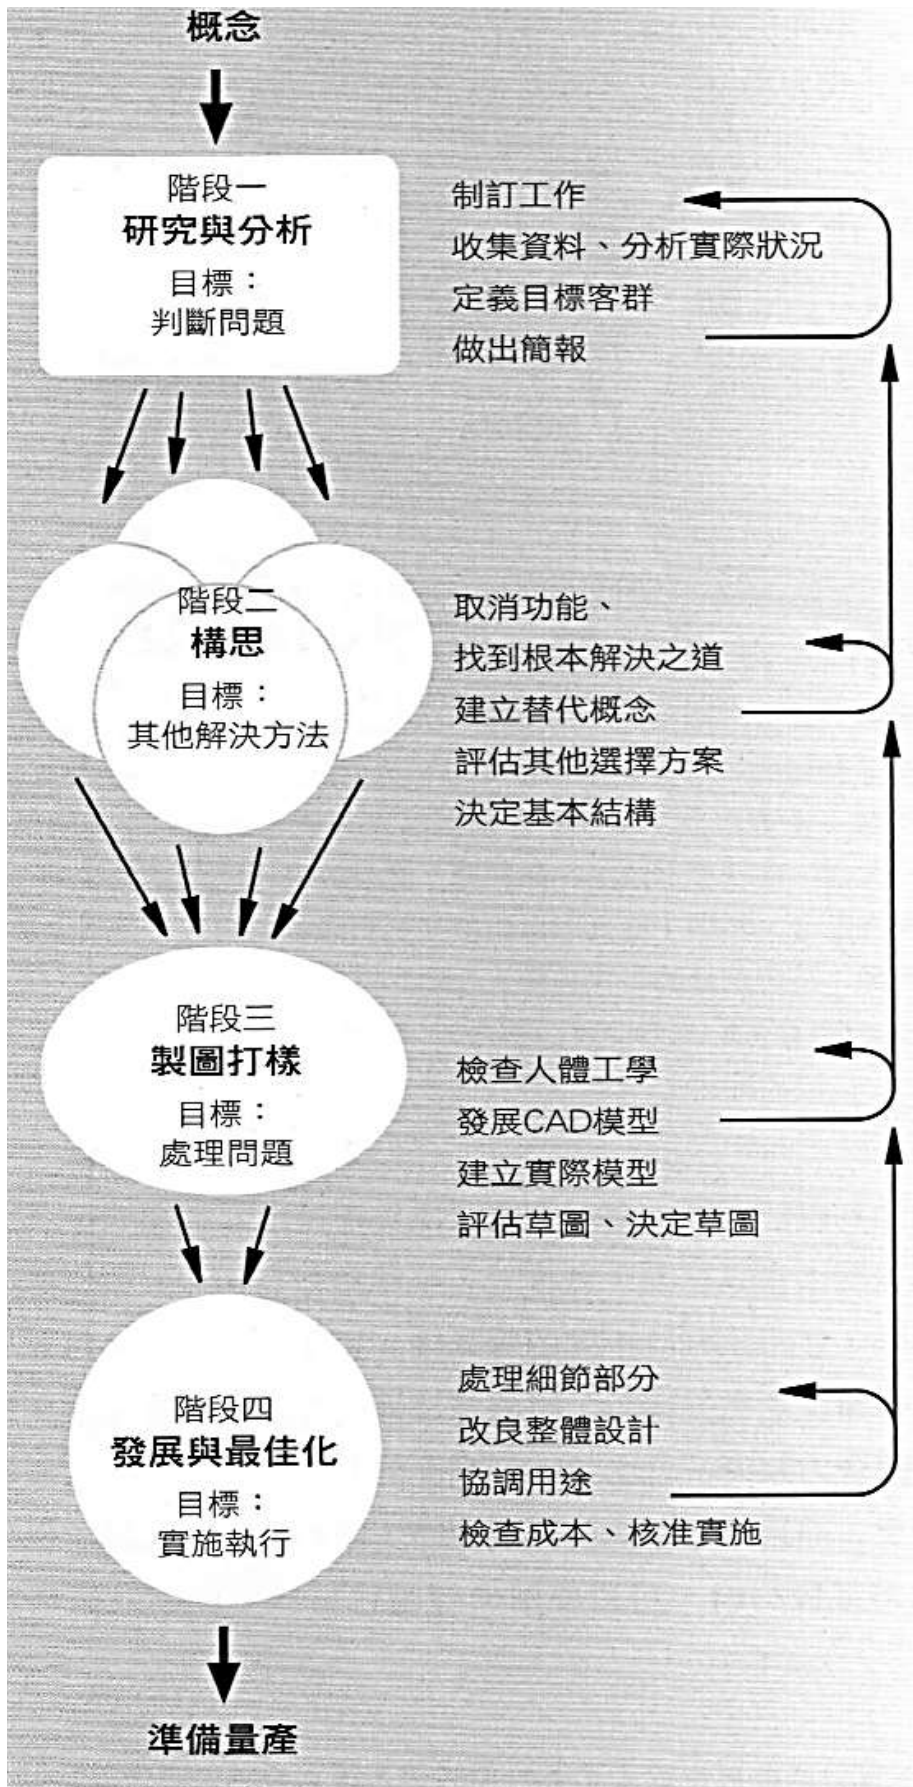 概念
階段一
研究與分析
目標：
判斷問題
制訂工作
收集資料、分析實際狀況
定義目標客群
做出簡報
階段二
構思
目標：
其他解決方法
取消功能、
找到根本解決之道
建立替代概念
評估其他選擇方案
決定基本結構
階段三
製圖打樣
目標：
處理問題
檢查人體工學
發展CAD模型
建立實際模型
評估草圖、決定草圖
階段四
發展與最佳化
目標：
實施執行
處理細節部分
改良整體設計
協調用途
檢查成本、核准實施
準備量產